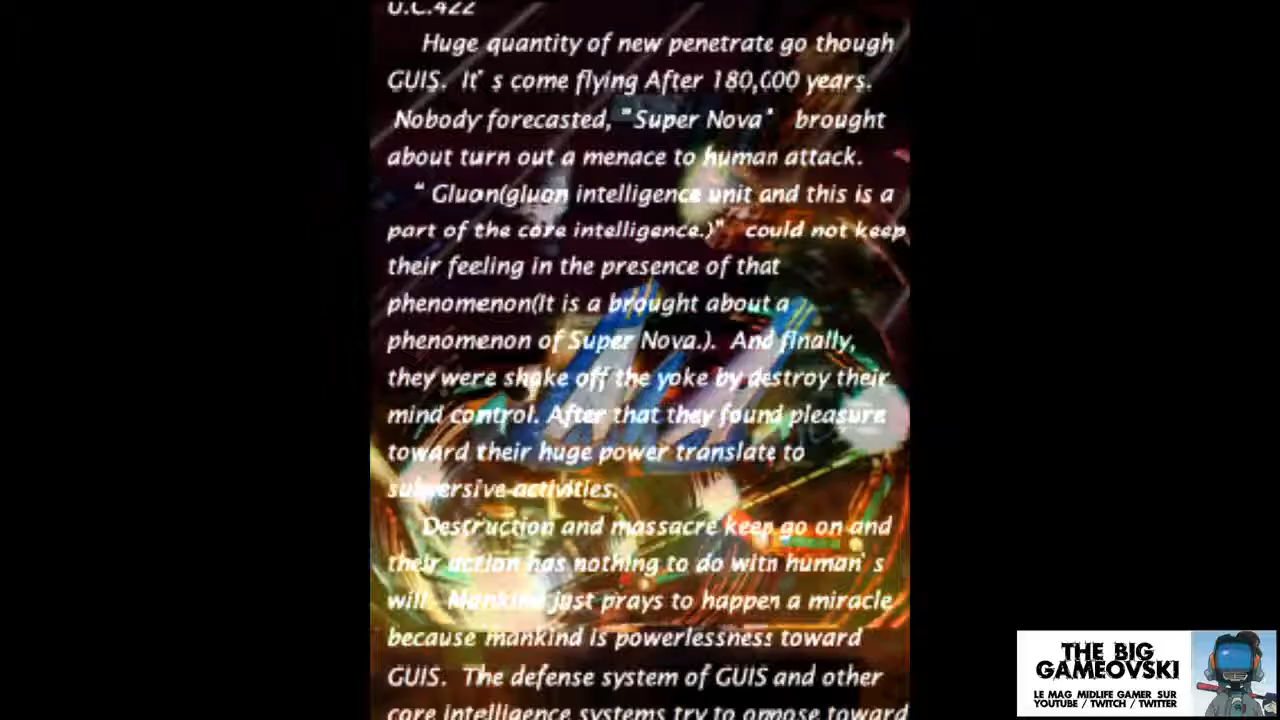 U.C.422
Huge quantity of new penetrate go though
GUIS. It's come flying After 180,000 years.
Nobody forecasted, "Super Nova" brought
about turn out a menace to human attack.
"Gluon(gluon intelligence unit and this is a
part of the core intelligence.)" could not keep
their feeling in the presence of that
phenomenon(It is a brought about a
phenomenon of Super Nova.). And finally,
they were shake off the yoke by destroy their
mind control. After that they found pleasure
toward their huge power translate to
subversive activities.
Destruction and massacre keep go on and
their action has nothing to do with human's
will. Mankind just prays to happen a miracle
because mankind is powerlessness toward
GUIS. The defense system of GUIS and other
core intelligence systems try to oppose toward
THE BIG
GAMEOVSKI
LE MAG MIDLIFE GAMER SUR
YOUTUBE / TWITCH / TWITTER